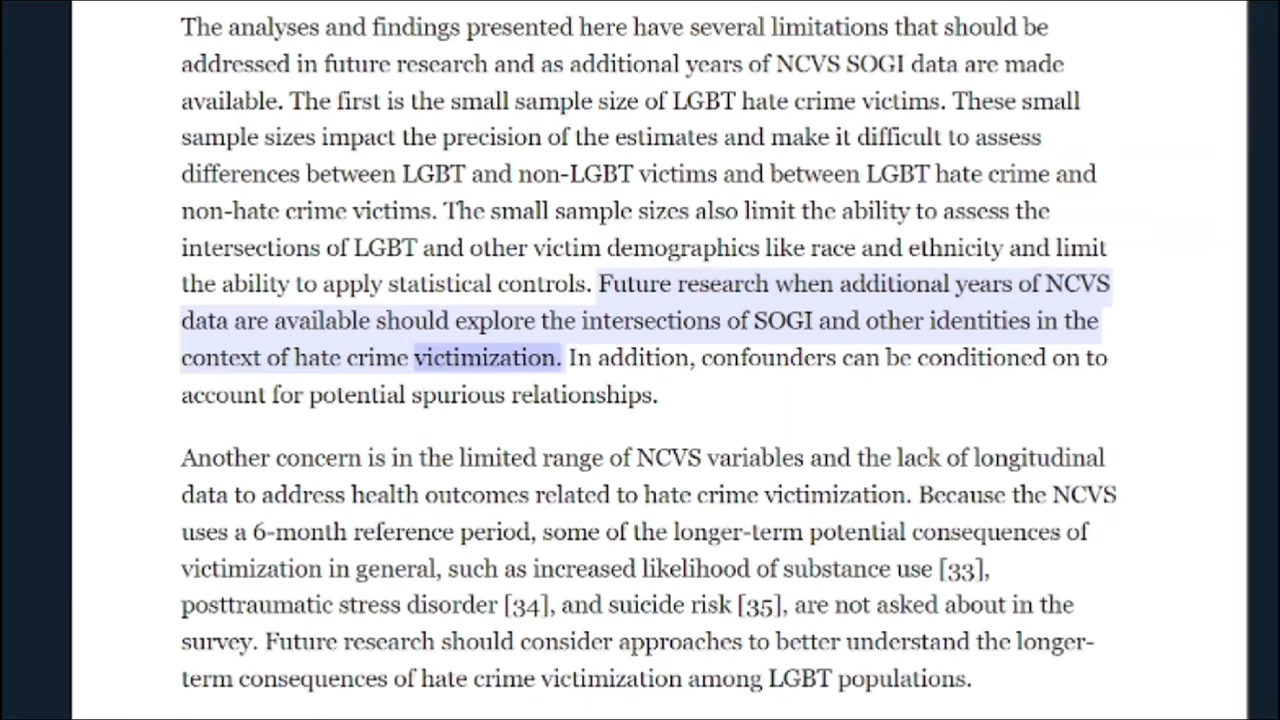 The analyses and findings presented here have several limitations that should be
addressed in future research and as additional years of NCVS SOGI data are made
available. The first is the small sample size of LGBT hate crime victims. These small
sample sizes impact the precision of the estimates and make it difficult to assess
differences between LGBT and non-LGBT victims and between LGBT hate crime and
non-hate crime victims. The small sample sizes also limit the ability to assess the
intersections of LGBT and other victim demographics like race and ethnicity and limit
the ability to apply statistical controls. Future research when additional years of NCVS
data are available should explore the intersections of SOGI and other identities in the
context of hate crime victimization. In addition, confounders can be conditioned on to
account for potential spurious relationships.
Another concern is in the limited range of NCVS variables and the lack of longitudinal
data to address health outcomes related to hate crime victimization. Because the NCVS
uses a 6-month reference period, some of the longer-term potential consequences of
victimization in general, such as increased likelihood of substance use [33],
posttraumatic stress disorder [34], and suicide risk [35], are not asked about in the
survey. Future research should consider approaches to better understand the longer-
term consequences of hate crime victimization among LGBT populations.